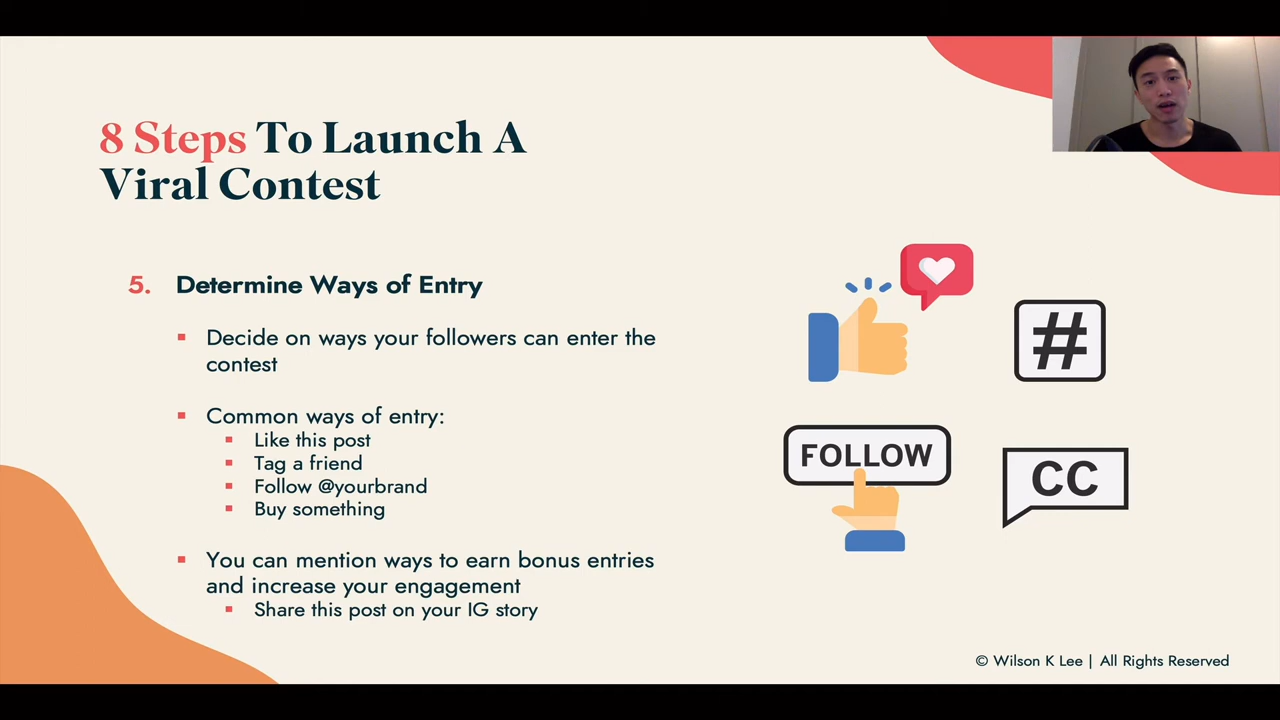 8 Steps To Launch A
Viral Contest
5. Determine Ways of Entry
Decide on ways your followers can enter the
contest
Common ways of entry:
Like this post
Tag a friend
Follow @yourbrand
Buy something
You can mention ways to earn bonus entries
and increase your engagement
Share this post on your IG story
#
FOLLOW
CC
© Wilson K Lee | All Rights Reserved